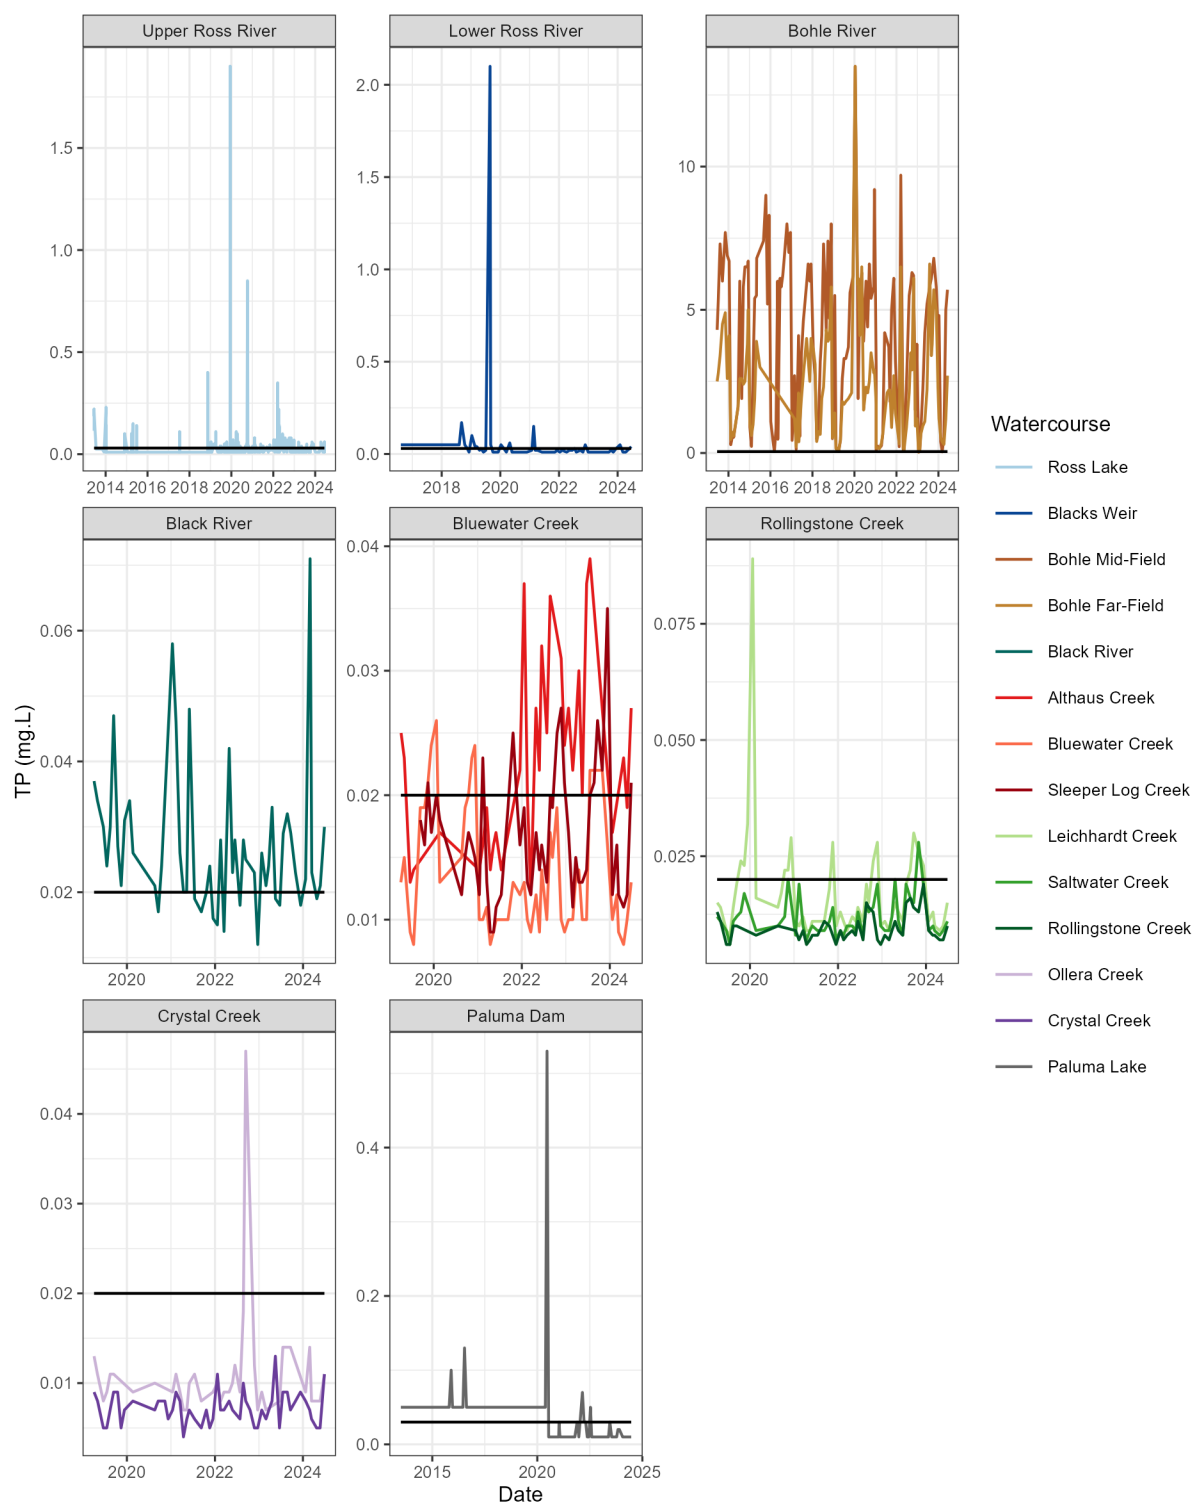 Upper Ross River
Lower Ross River
Bohle River
1.5
1.0
0.5
0.0
2014 2016 2018 2020 2022 2024
2.0
1.5
1.0
0.5
0.0
2018 2020 2022 2024
10
5
0
2014 2016 2018 2020 2022 2024
Black River
Bluewater Creek
Rollingstone Creek
0.06
0.04
0.02
2020 2022 2024
0.04
0.03
0.02
0.01
2020 2022 2024
0.075
0.050
0.025
2020 2022 2024
Crystal Creek
Paluma Dam
0.04
0.03
0.02
0.01
2020 2022 2024
0.4
0.2
0.0
2015 2020 2025
TP (mg.L)
Date
Watercourse
Ross Lake
Blacks Weir
Bohle Mid-Field
Bohle Far-Field
Black River
Althaus Creek
Bluewater Creek
Sleeper Log Creek
Leichhardt Creek
Saltwater Creek
Rollingstone Creek
Ollera Creek
Crystal Creek
Paluma Lake